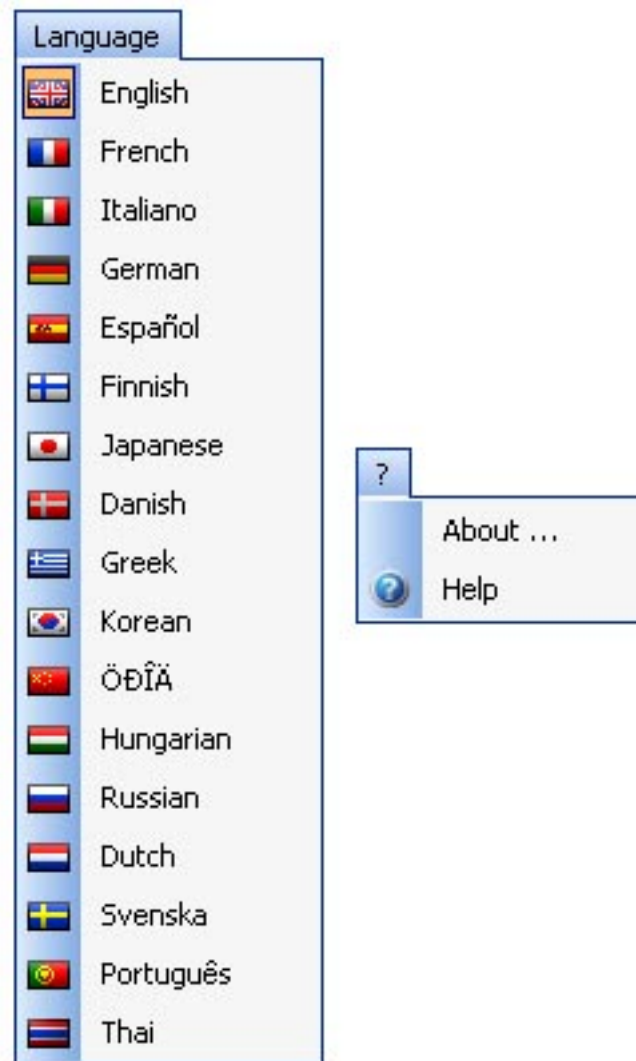 Language
English
French
Italiano
German
Español
Finnish
Japanese
Danish
Greek
Korean
ÖÐÎÄ
Hungarian
Russian
Dutch
Svenska
Português
Thai
?
About ...
Help